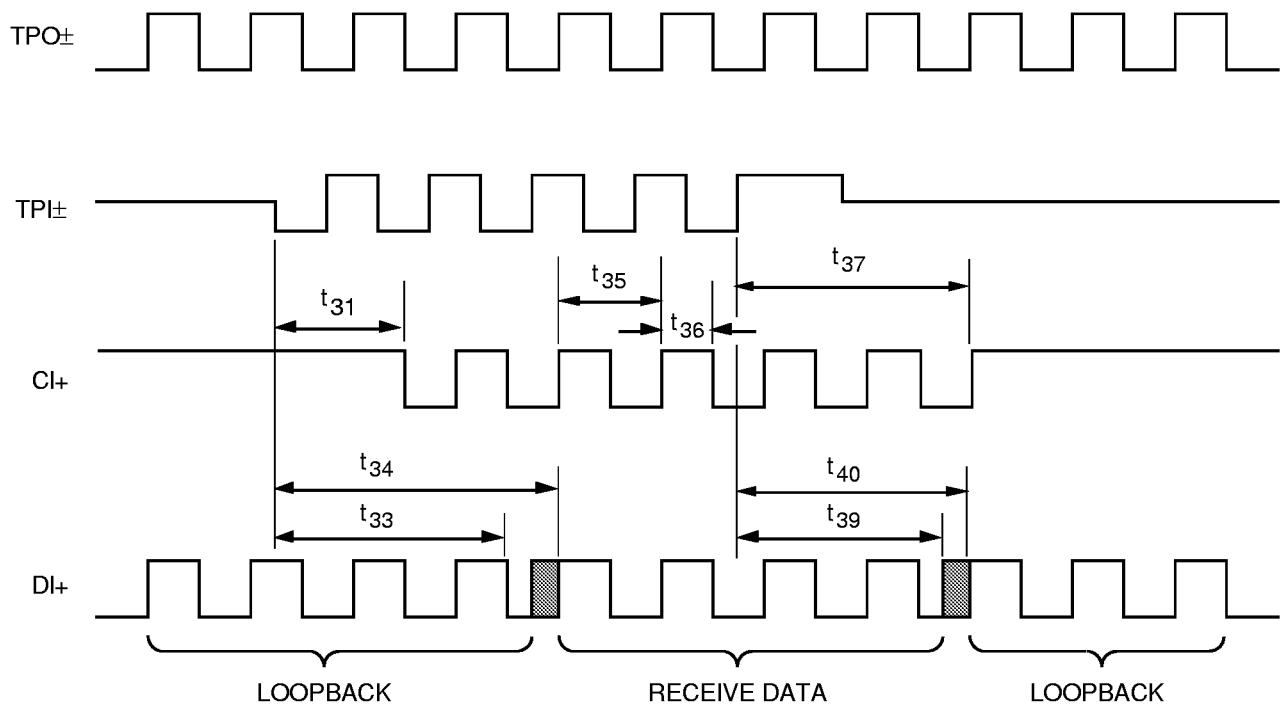 TPO±
TPI±
t37
t35
t31
t36
CI+
t34
t40
t33
t39
DI+
LOOPBACK
RECEIVE DATA
LOOPBACK